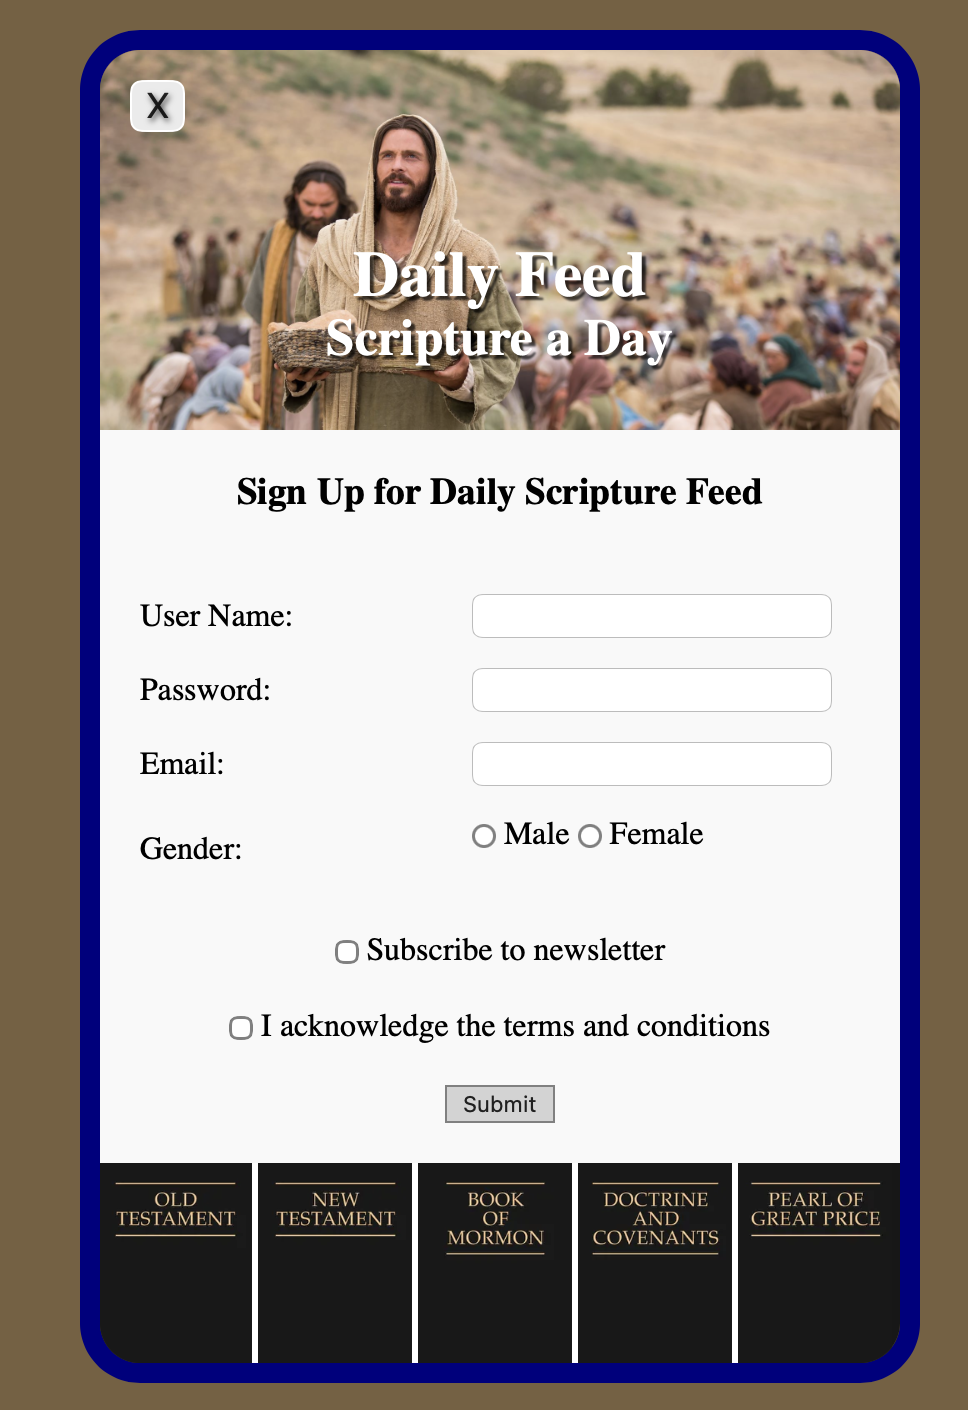 X
Daily Feed
Scripture a Day
Sign Up for Daily Scripture Feed
User Name:
Password:
Email:
Gender:
Male Female
Subscribe to newsletter
I acknowledge the terms and conditions
Submit
OLD
TESTAMENT
NEW
TESTAMENT
BOOK
OF
MORMON
DOCTRINE
AND
COVENANTS
PEARL OF
GREAT PRICE